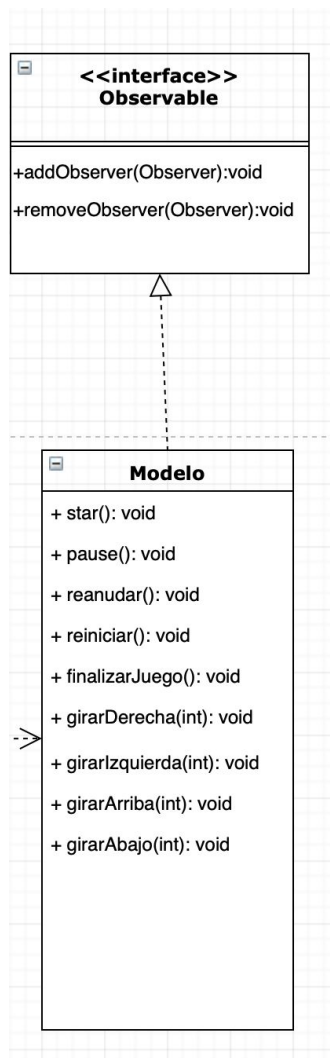 <<interface>>
Observable
+addObserver(Observer):void
+removeObserver(Observer):void
Modelo
+ star(): void
+ pause(): void
+ reanudar(): void
+ reiniciar(): void
+ finalizarJuego(): void
+ girarDerecha(int): void
+ girarIzquierda(int): void
+ girarArriba(int): void
+ girarAbajo(int): void